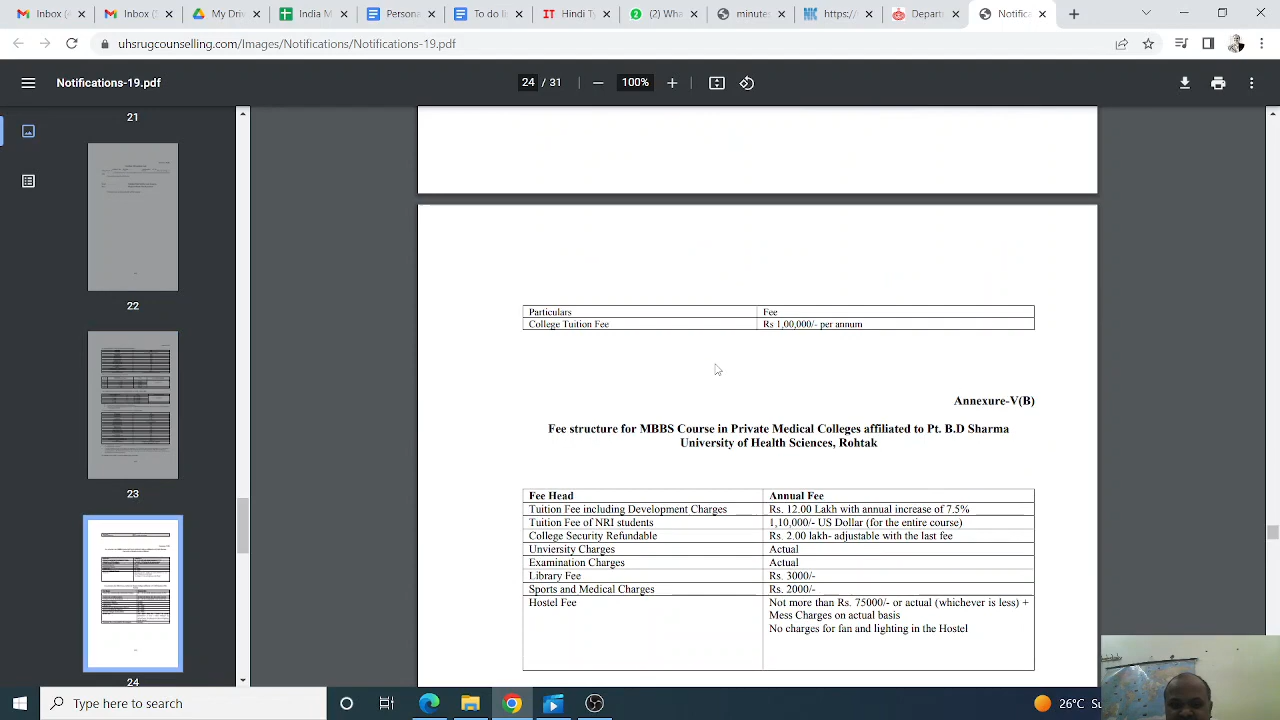 Inbox (
Inbox (
My Driv
India M
Persona
To do li
IT Hindi Ty
(2) Wha
minute
https:/
Depart
Notifica
uhsrugcounselling.com/Images/Notifications/Notifications-19.pdf
Notifications-19.pdf
24 / 31
100%
21
22
23
24
Particulars Fee
College Tuition Fee Rs 1,00,000/- per annum
Annexure-V(B)
Fee structure for MBBS Course in Private Medical Colleges affiliated to Pt. B.D Sharma
University of Health Sciences, Rohtak
Fee Head Annual Fee
Tuition Fee including Development Charges Rs. 12.00 Lakh with annual increase of 7.5%
Tuition Fee of NRI students 1,10,000/- US Dollar (for the entire course)
College Security Refundable Rs. 2.00 lakh- adjustable with the last fee
Unviersity Charges Actual
Examination Charges Actual
Library Fee Rs. 3000/-
Sports and Medical Charges Rs. 2000/-
Hostel Fee Not more than Rs. 75000/- or actual (whichever is less) +
Mess Charges on actual basis
No charges for fan and lighting in the Hostel
Type here to search
26°C Su